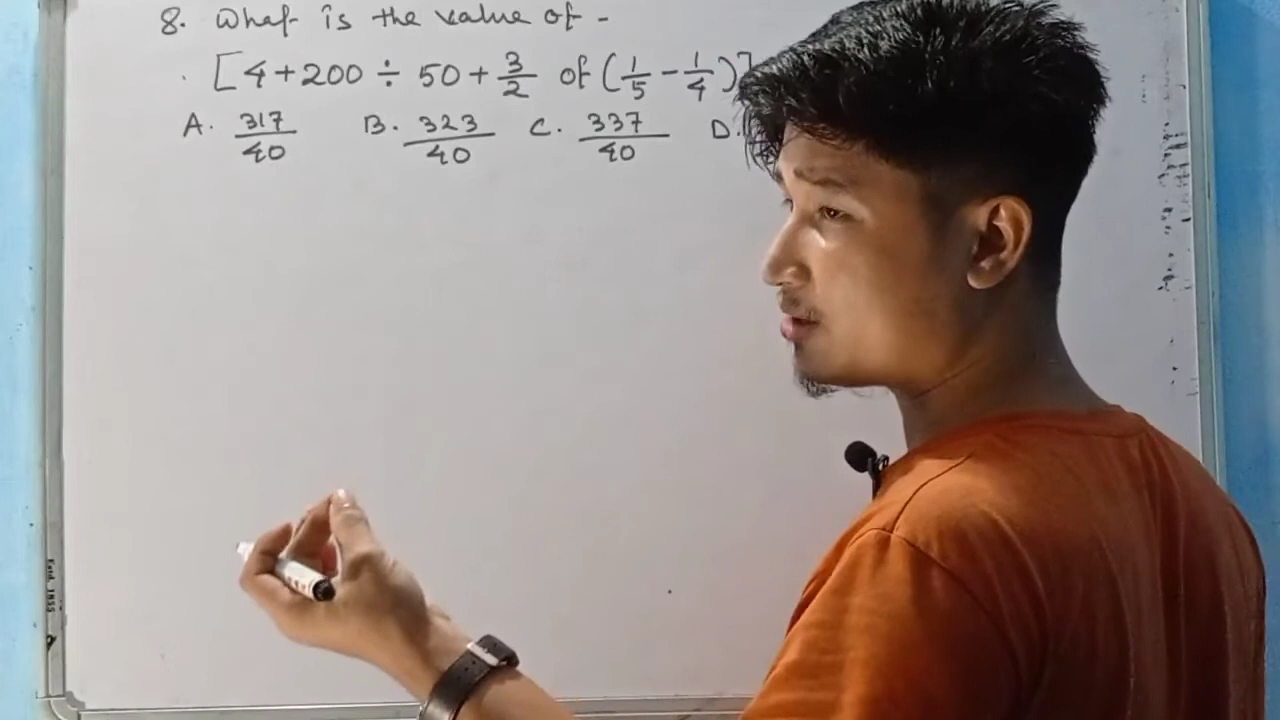 8. What is the value of -
[4+200 ÷ 50 + 3/2 of (1/5 - 1/4)]
A. 317/40 B. 323/40 C. 337/40 D.